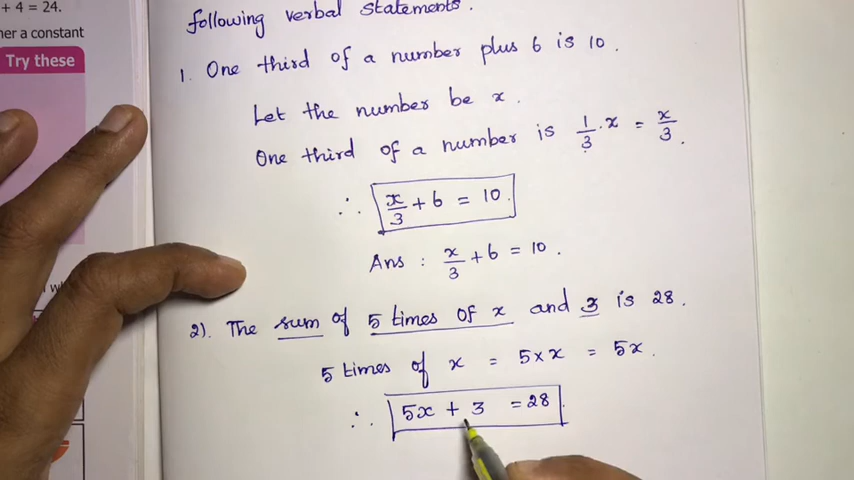 + 4 = 24.
her a constant
Try these
following verbal statements.
1. One third of a number plus 6 is 10.
Let the number be x.
One third of a number is 1/3 . x = x/3.
∴ x/3 + 6 = 10.
Ans : x/3 + 6 = 10.
2). The sum of 5 times of x and 3 is 28.
5 times of x = 5 × x = 5x.
∴ 5x + 3 = 28.